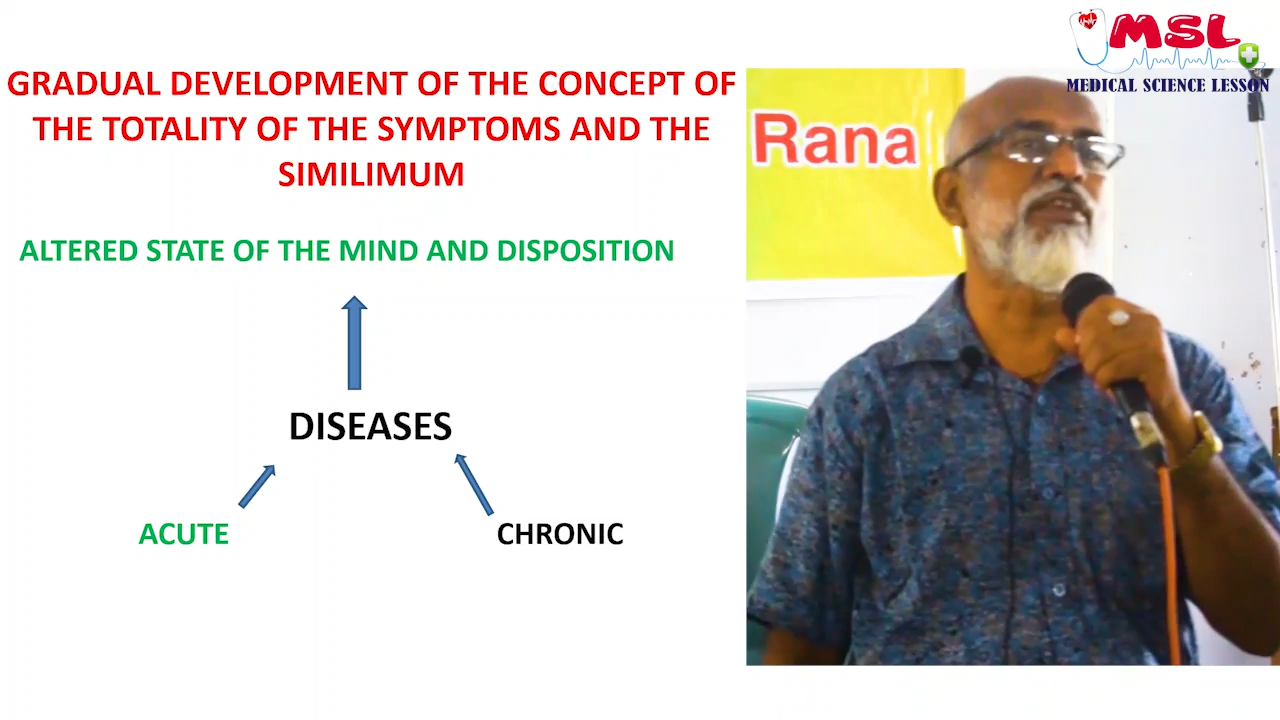 MSL
MEDICAL SCIENCE LESSON
GRADUAL DEVELOPMENT OF THE CONCEPT OF
THE TOTALITY OF THE SYMPTOMS AND THE
SIMILIMUM
Rana
ALTERED STATE OF THE MIND AND DISPOSITION
DISEASES
ACUTE
CHRONIC